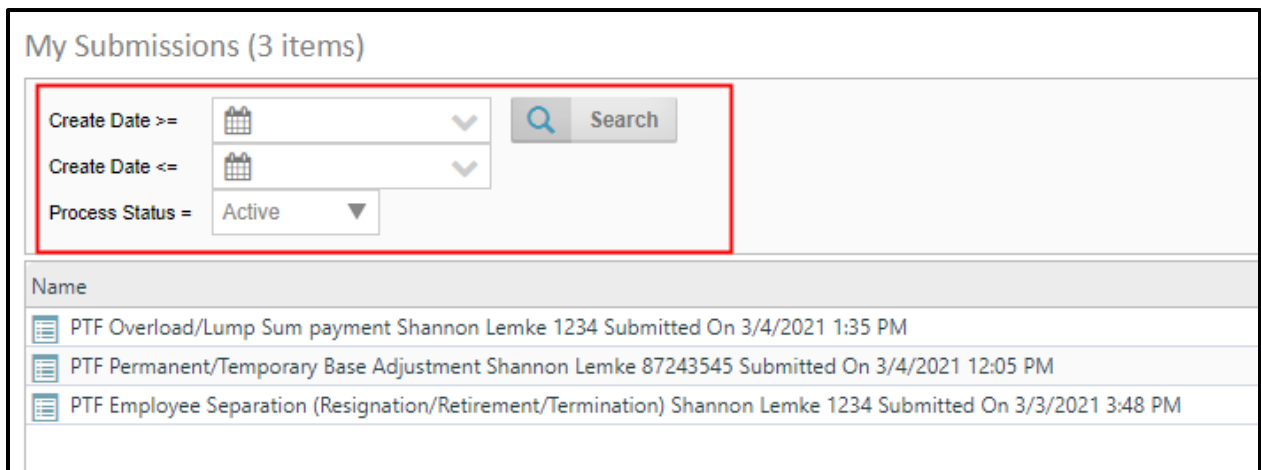 My Submissions (3 items)
Create Date >=
Search
Create Date <=
Process Status = Active
Name
PTF Overload/Lump Sum payment Shannon Lemke 1234 Submitted On 3/4/2021 1:35 PM
PTF Permanent/Temporary Base Adjustment Shannon Lemke 87243545 Submitted On 3/4/2021 12:05 PM
PTF Employee Separation (Resignation/Retirement/Termination) Shannon Lemke 1234 Submitted On 3/3/2021 3:48 PM